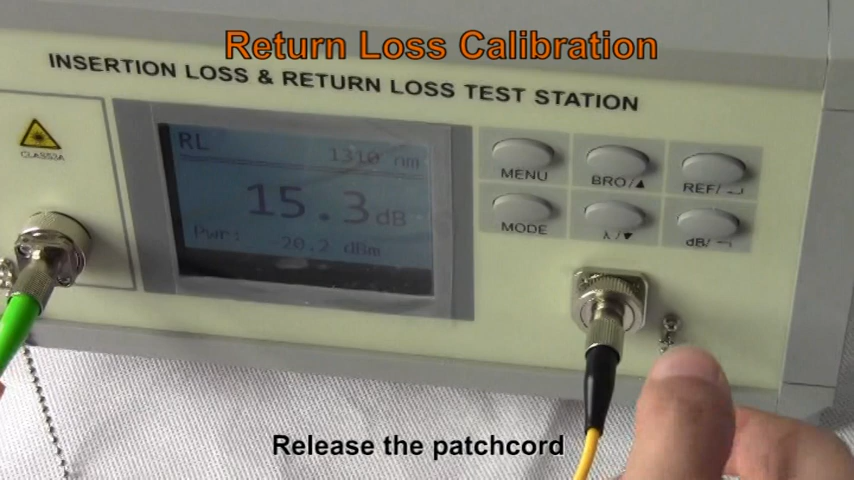 Return Loss Calibration
INSERTION LOSS & RETURN LOSS TEST STATION
CLASS3A
RL
1310 nm
15.3dB
Pwr: -20.2 dBm
MENU
BRO/▲
REF/↵
MODE
λ/▼
dB/
Release the patchcord